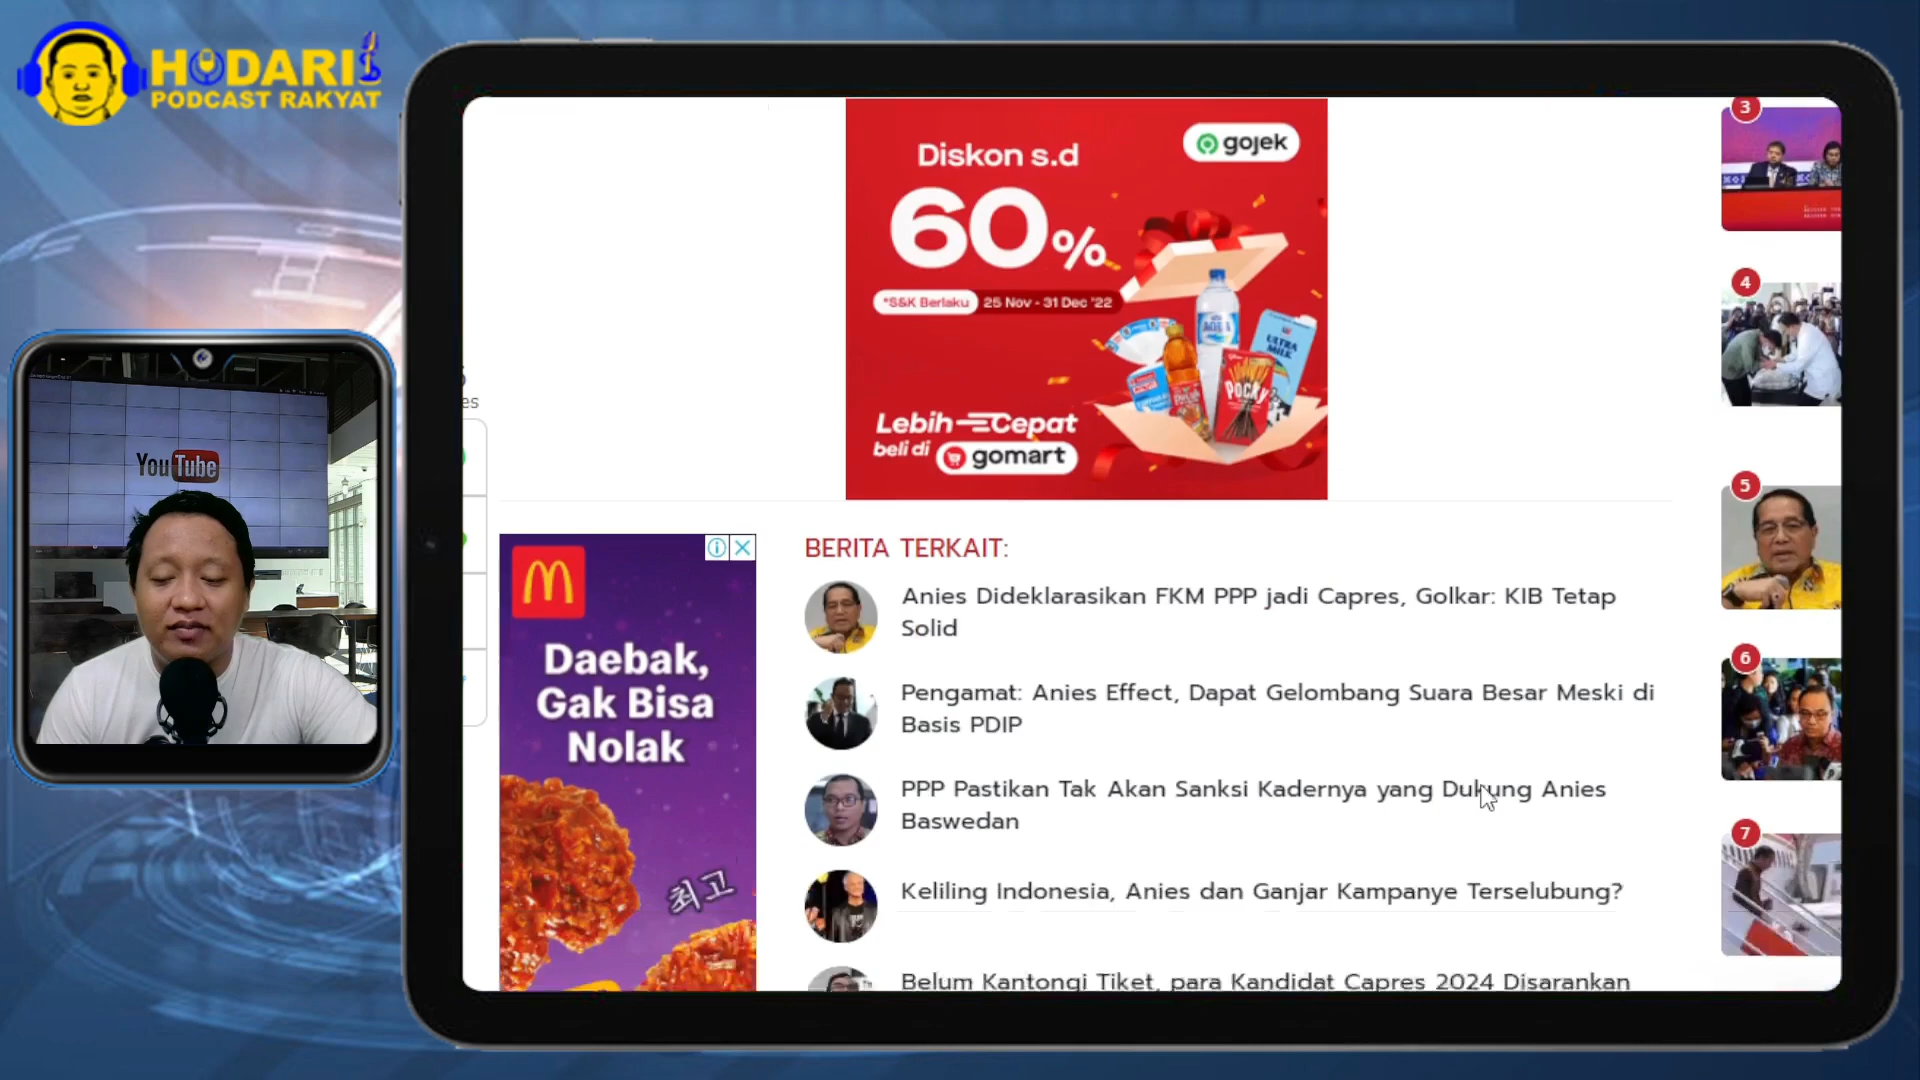 HODARI
PODCAST RAKYAT
YouTube
Diskon s.d
gojek
60%
*S&K Berlaku 25 Nov - 31 Dec '22
AQUA
ULTRA
MILK
POCKY
Lebih Cepat
beli di gomart
es
Daebak,
Gak Bisa
Nolak
최고
BERITA TERKAIT:
Anies Dideklarasikan FKM PPP jadi Capres, Golkar: KIB Tetap
Solid
Pengamat: Anies Effect, Dapat Gelombang Suara Besar Meski di
Basis PDIP
PPP Pastikan Tak Akan Sanksi Kadernya yang Dukung Anies
Baswedan
Keliling Indonesia, Anies dan Ganjar Kampanye Terselubung?
Belum Kantongi Tiket, para Kandidat Capres 2024 Disarankan
3
4
5
6
7